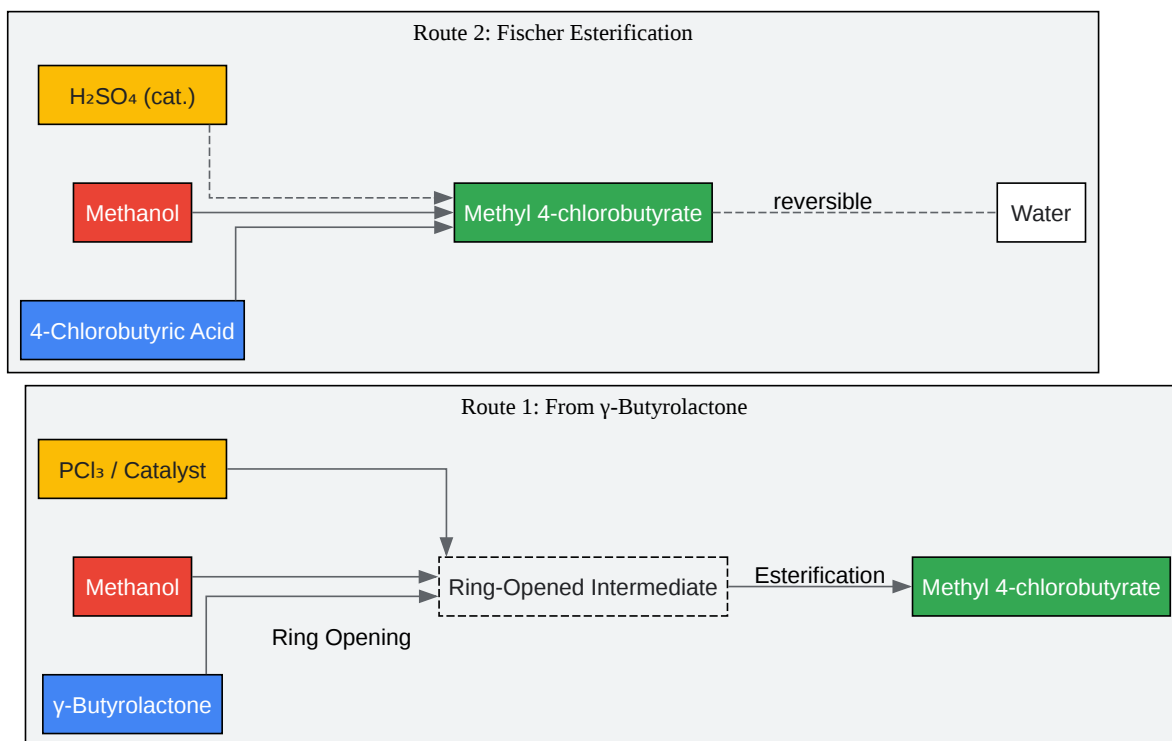 Route 2: Fischer Esterification
H₂SO₄ (cat.)
Methanol
Methyl 4-chlorobutyrate
reversible
Water
4-Chlorobutyric Acid
Route 1: From γ-Butyrolactone
PCl₃ / Catalyst
Methanol
Ring-Opened Intermediate
Esterification
Methyl 4-chlorobutyrate
Ring Opening
γ-Butyrolactone